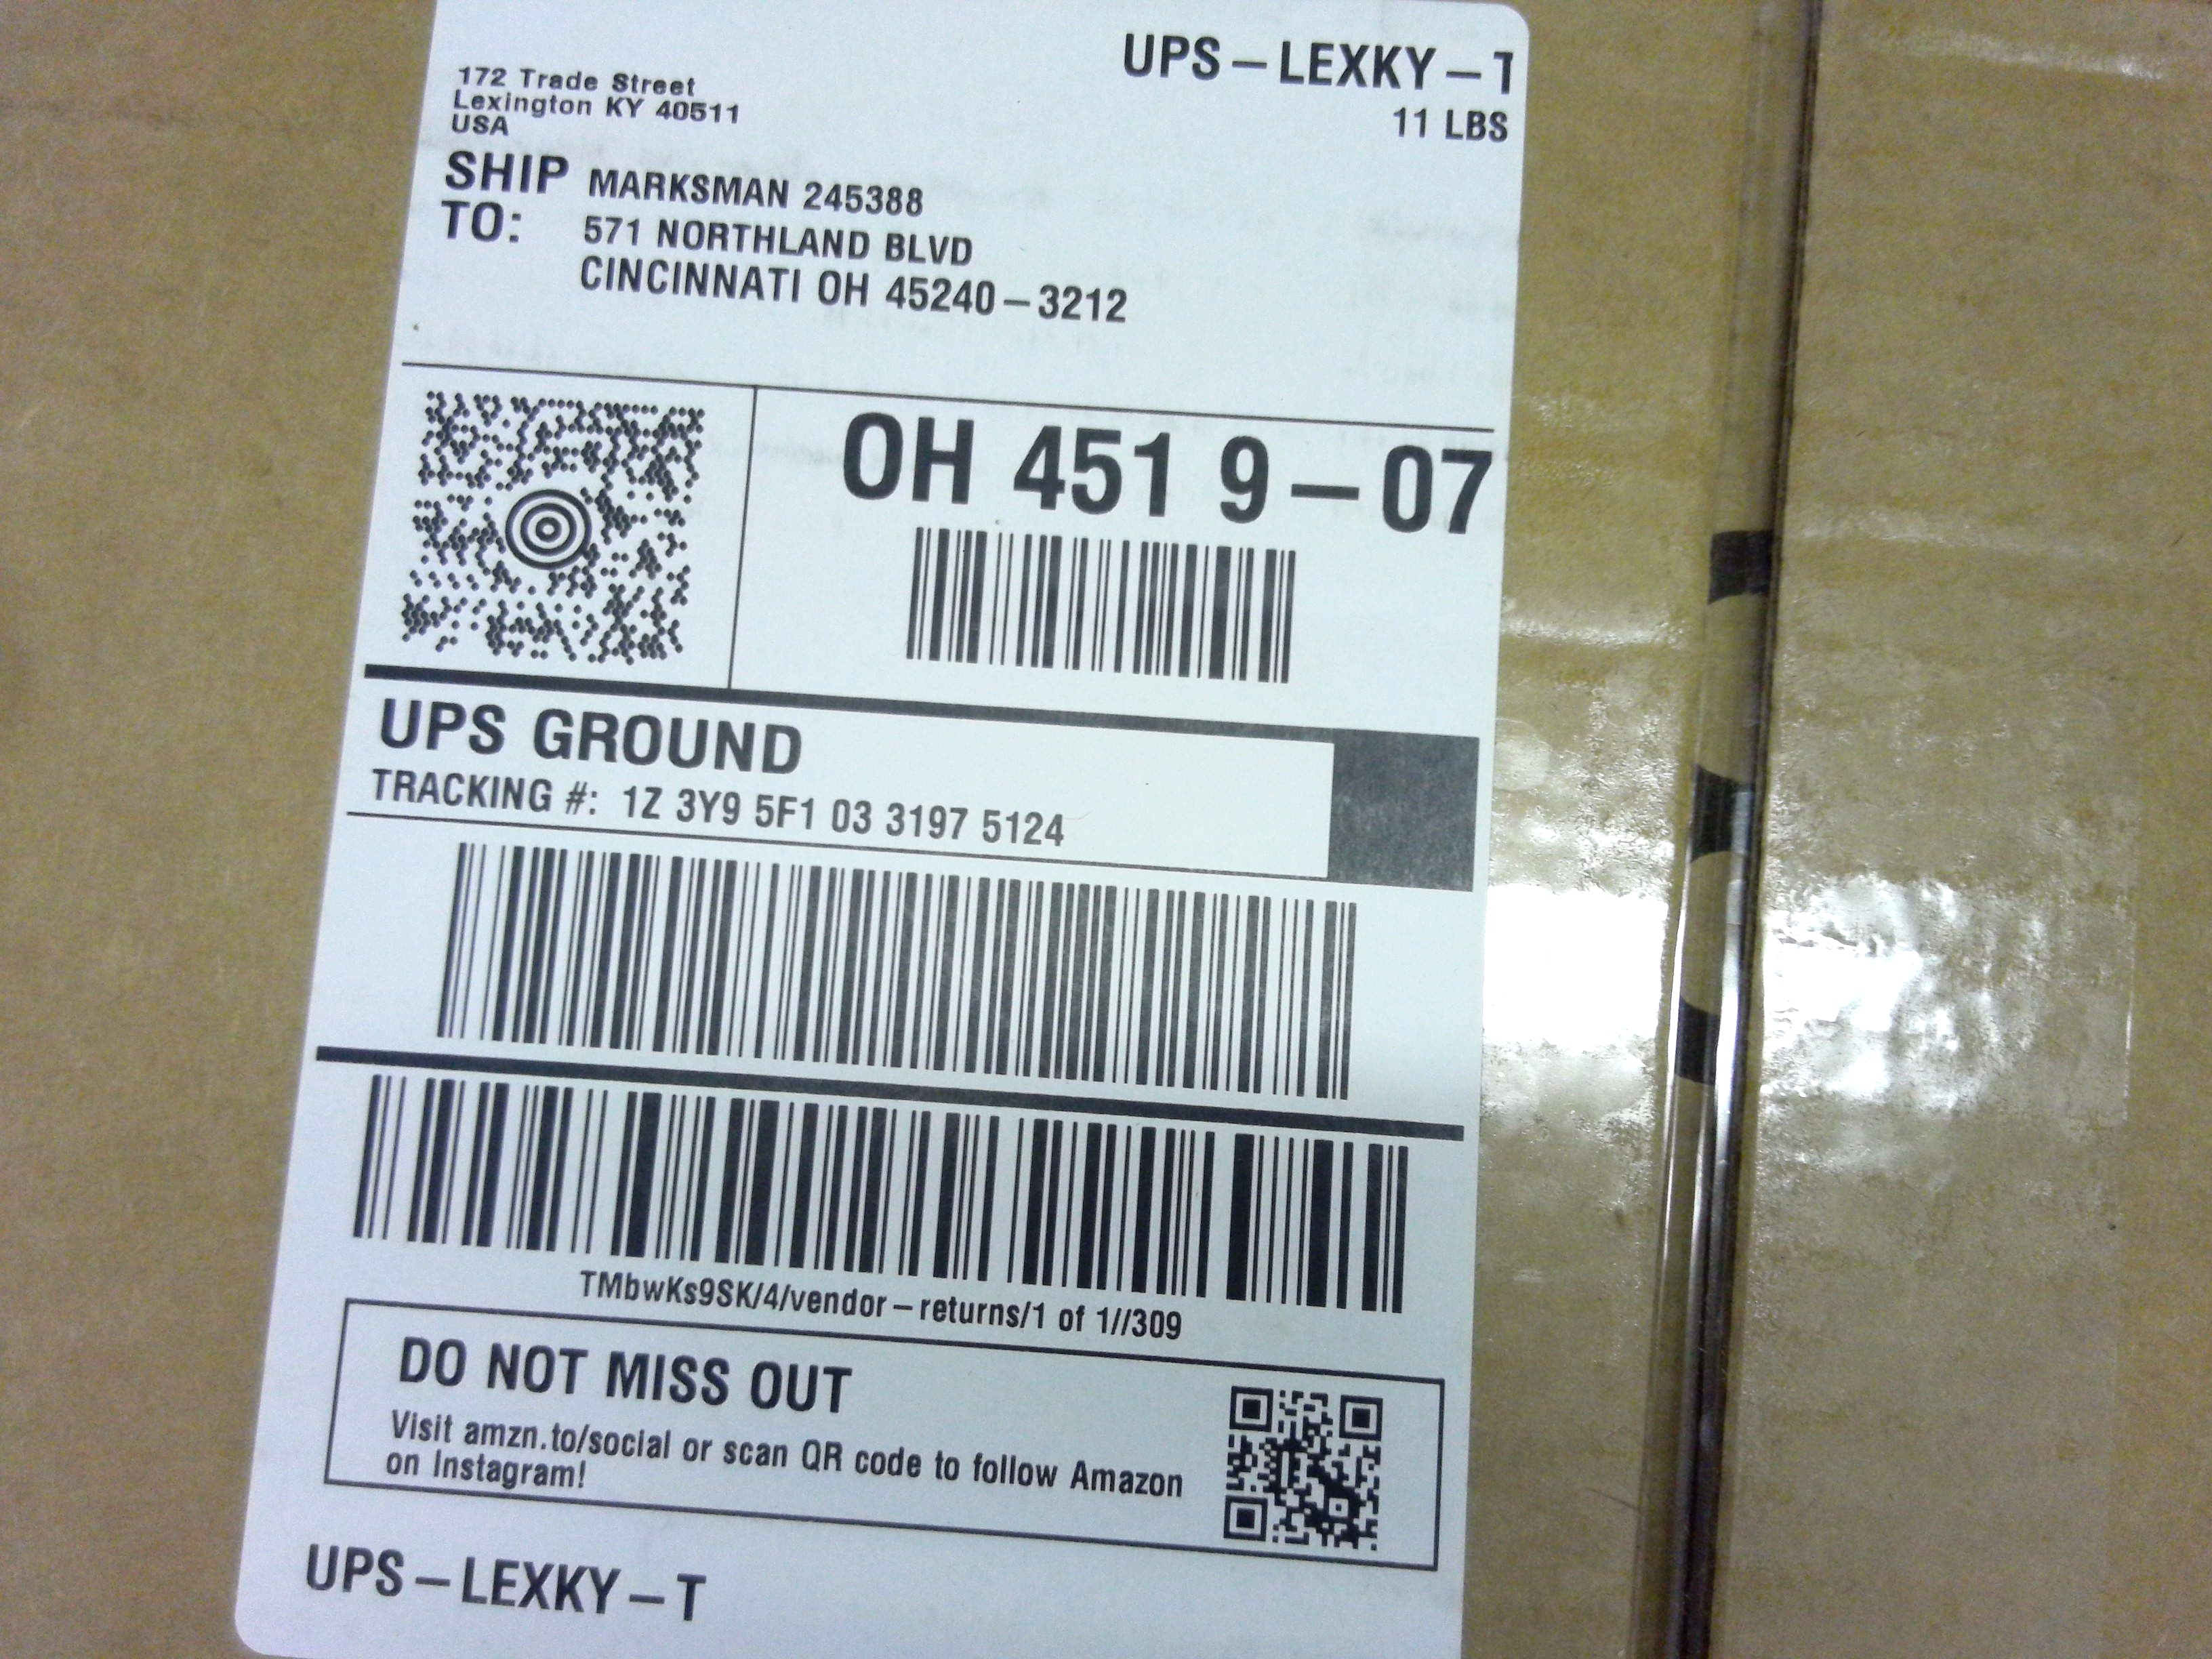 UPS-LEXKY-T
11 LBS
172 Trade Street
Lexington KY 40511
USA
SHIP TO: MARKSMAN 245388
571 NORTHLAND BLVD
CINCINNATI OH 45240-3212
OH 451 9-07
UPS GROUND
TRACKING #: 1Z 3Y9 5F1 03 3197 5124
TMbwKs9SK/4/vendor-returns/1 of 1//309
DO NOT MISS OUT
Visit amzn.to/social or scan QR code to follow Amazon
on Instagram!
UPS-LEXKY-T